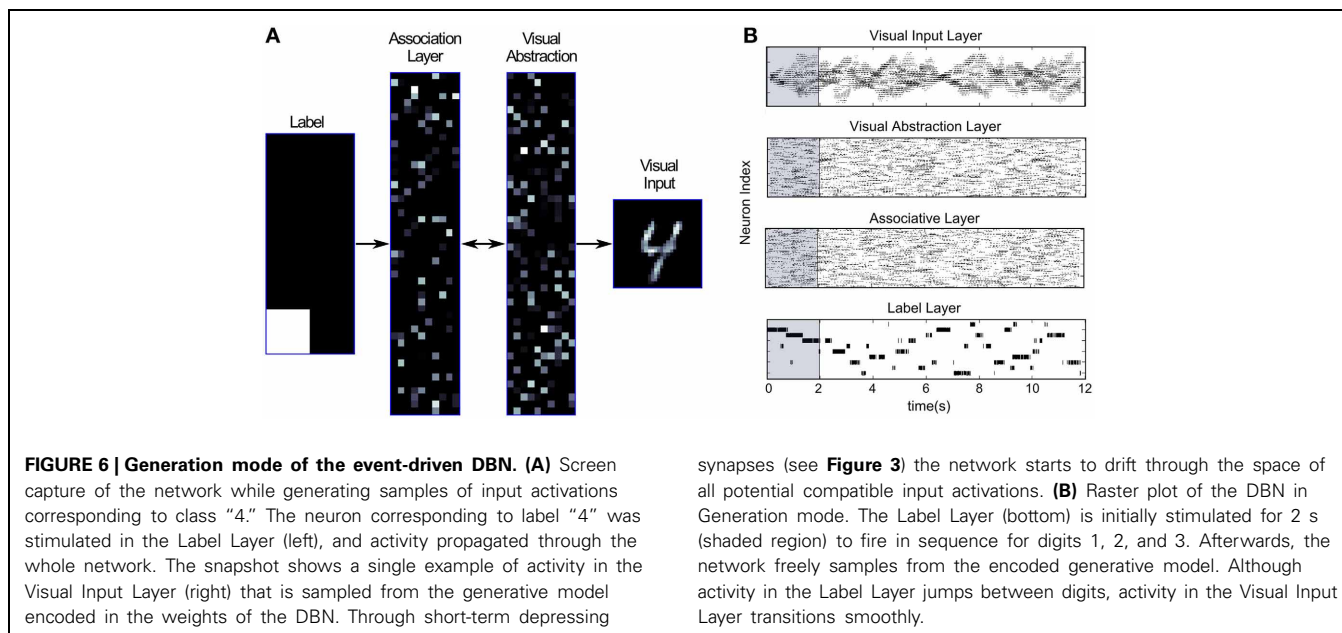 A
Association
Layer
Visual
Abstraction
Label
Visual
Input
B
Visual Input Layer
Visual Abstraction Layer
Associative Layer
Label Layer
Neuron Index
0 2 4 6 8 10 12
time(s)
FIGURE 6 | Generation mode of the event-driven DBN. (A) Screen
capture of the network while generating samples of input activations
corresponding to class “4.” The neuron corresponding to label “4” was
stimulated in the Label Layer (left), and activity propagated through the
whole network. The snapshot shows a single example of activity in the
Visual Input Layer (right) that is sampled from the generative model
encoded in the weights of the DBN. Through short-term depressing
synapses (see Figure 3) the network starts to drift through the space of
all potential compatible input activations. (B) Raster plot of the DBN in
Generation mode. The Label Layer (bottom) is initially stimulated for 2 s
(shaded region) to fire in sequence for digits 1, 2, and 3. Afterwards, the
network freely samples from the encoded generative model. Although
activity in the Label Layer jumps between digits, activity in the Visual Input
Layer transitions smoothly.
4